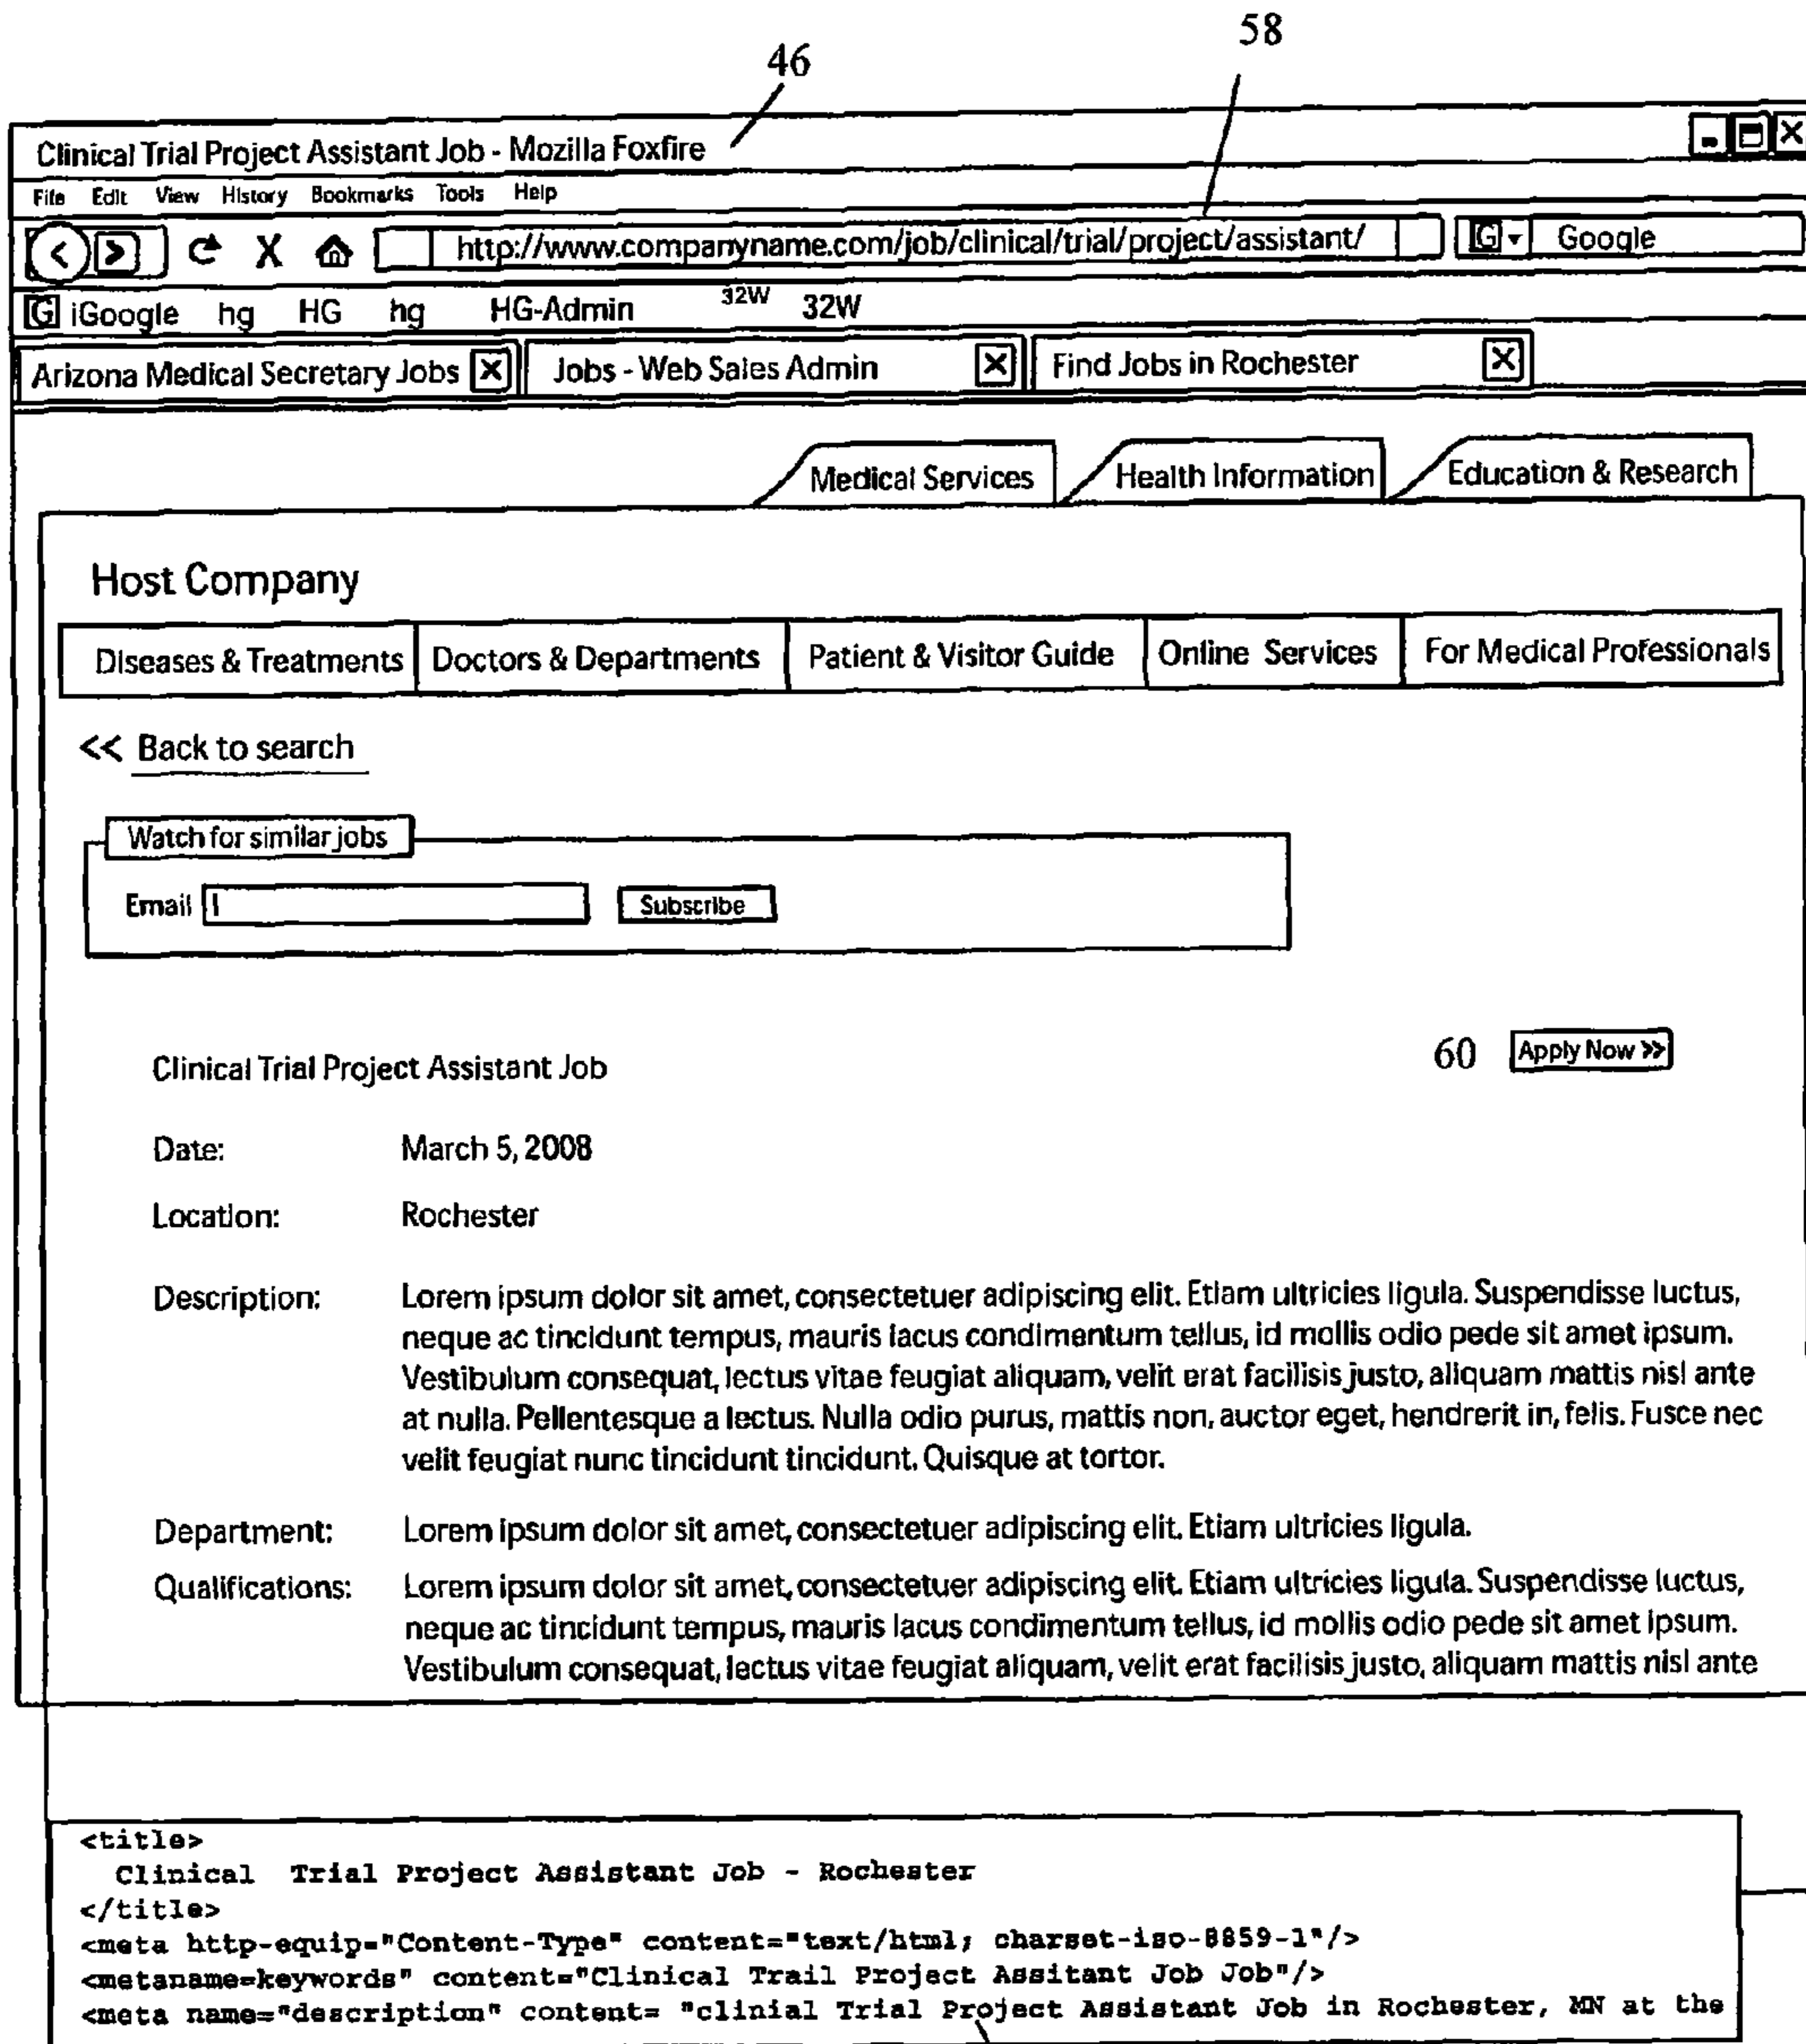 58
46
Clinical Trial Project Assistant Job - Mozilla Foxfire
File Edit View History Bookmarks Tools Help
http://www.companyname.com/job/clinical/trial/project/assistant/ G Google
G iGoogle hg HG hg HG-Admin 32W 32W
Arizona Medical Secretary Jobs X Jobs - Web Sales Admin X Find Jobs in Rochester X
Medical Services Health Information Education & Research
Host Company
Diseases & Treatments Doctors & Departments Patient & Visitor Guide Online Services For Medical Professionals
<< Back to search
Watch for similar jobs
Email Subscribe
Clinical Trial Project Assistant Job 60 Apply Now >>
Date: March 5, 2008
Location: Rochester
Description: Lorem ipsum dolor sit amet, consectetuer adipiscing elit. Etiam ultricies ligula. Suspendisse luctus,
neque ac tincidunt tempus, mauris lacus condimentum tellus, id mollis odio pede sit amet ipsum.
Vestibulum consequat, lectus vitae feugiat aliquam, velit erat facilisis justo, aliquam mattis nisl ante
at nulla. Pellentesque a lectus. Nulla odio purus, mattis non, auctor eget, hendrerit in, felis. Fusce nec
velit feugiat nunc tincidunt tincidunt. Quisque at tortor.
Department: Lorem ipsum dolor sit amet, consectetuer adipiscing elit. Etiam ultricies ligula.
Qualifications: Lorem ipsum dolor sit amet, consectetuer adipiscing elit. Etiam ultricies ligula. Suspendisse luctus,
neque ac tincidunt tempus, mauris lacus condimentum tellus, id mollis odio pede sit amet ipsum.
Vestibulum consequat, lectus vitae feugiat aliquam, velit erat facilisis justo, aliquam mattis nisl ante
<title>
Clinical Trial Project Assistant Job - Rochester
</title>
<meta http-equip="Content-Type" content="text/html; charset-iso-8859-1"/>
<metaname=keywords" content="Clinical Trail Project Assitant Job Job"/>
<meta name="description" content= "clinial Trial Project Assistant Job in Rochester, MN at the